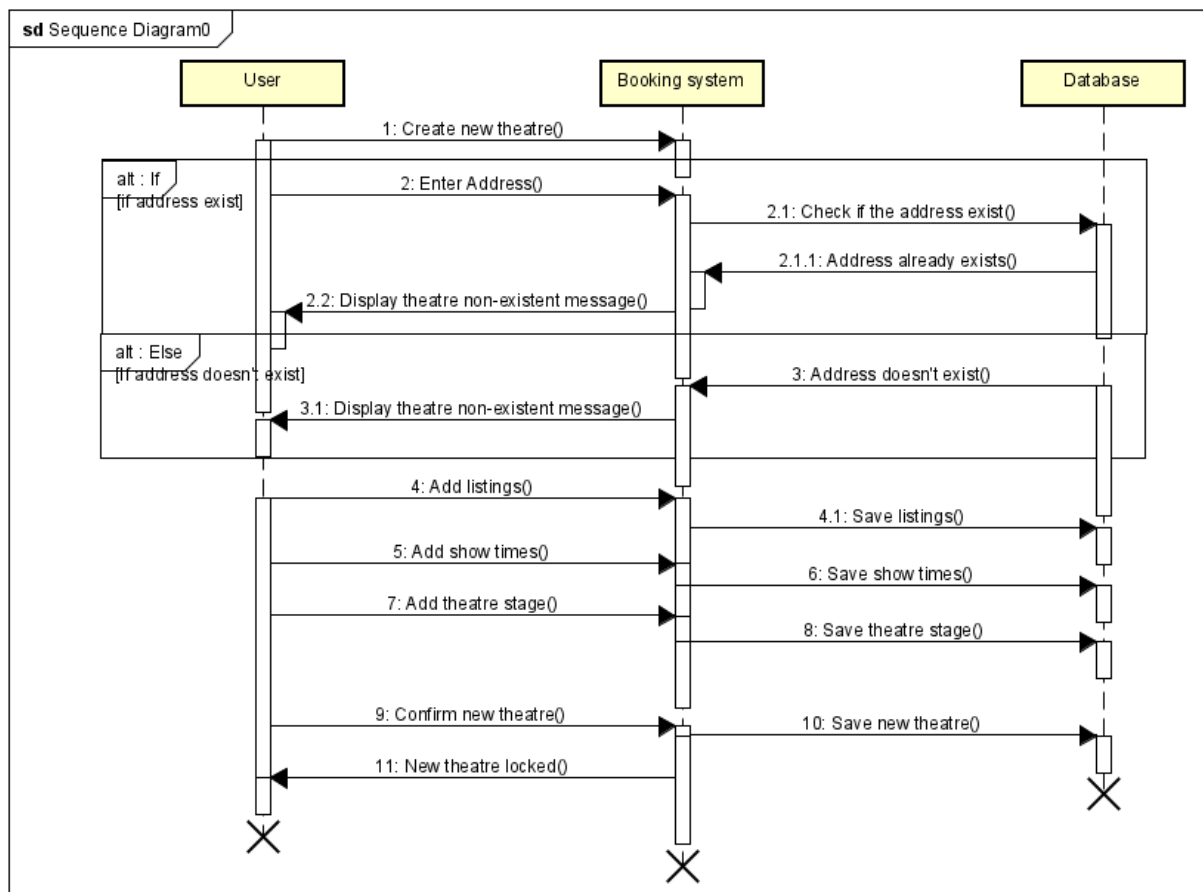 sd Sequence Diagram0
User
Booking system
Database
1: Create new theatre()
alt : If
[if address exist]
2: Enter Address()
2.1: Check if the address exist()
2.1.1: Address already exists()
2.2: Display theatre non-existent message()
alt : Else
[If address doesn't exist]
3: Address doesn't exist()
3.1: Display theatre non-existent message()
4: Add listings()
4.1: Save listings()
5: Add show times()
6: Save show times()
7: Add theatre stage()
8: Save theatre stage()
9: Confirm new theatre()
10: Save new theatre()
11: New theatre locked()